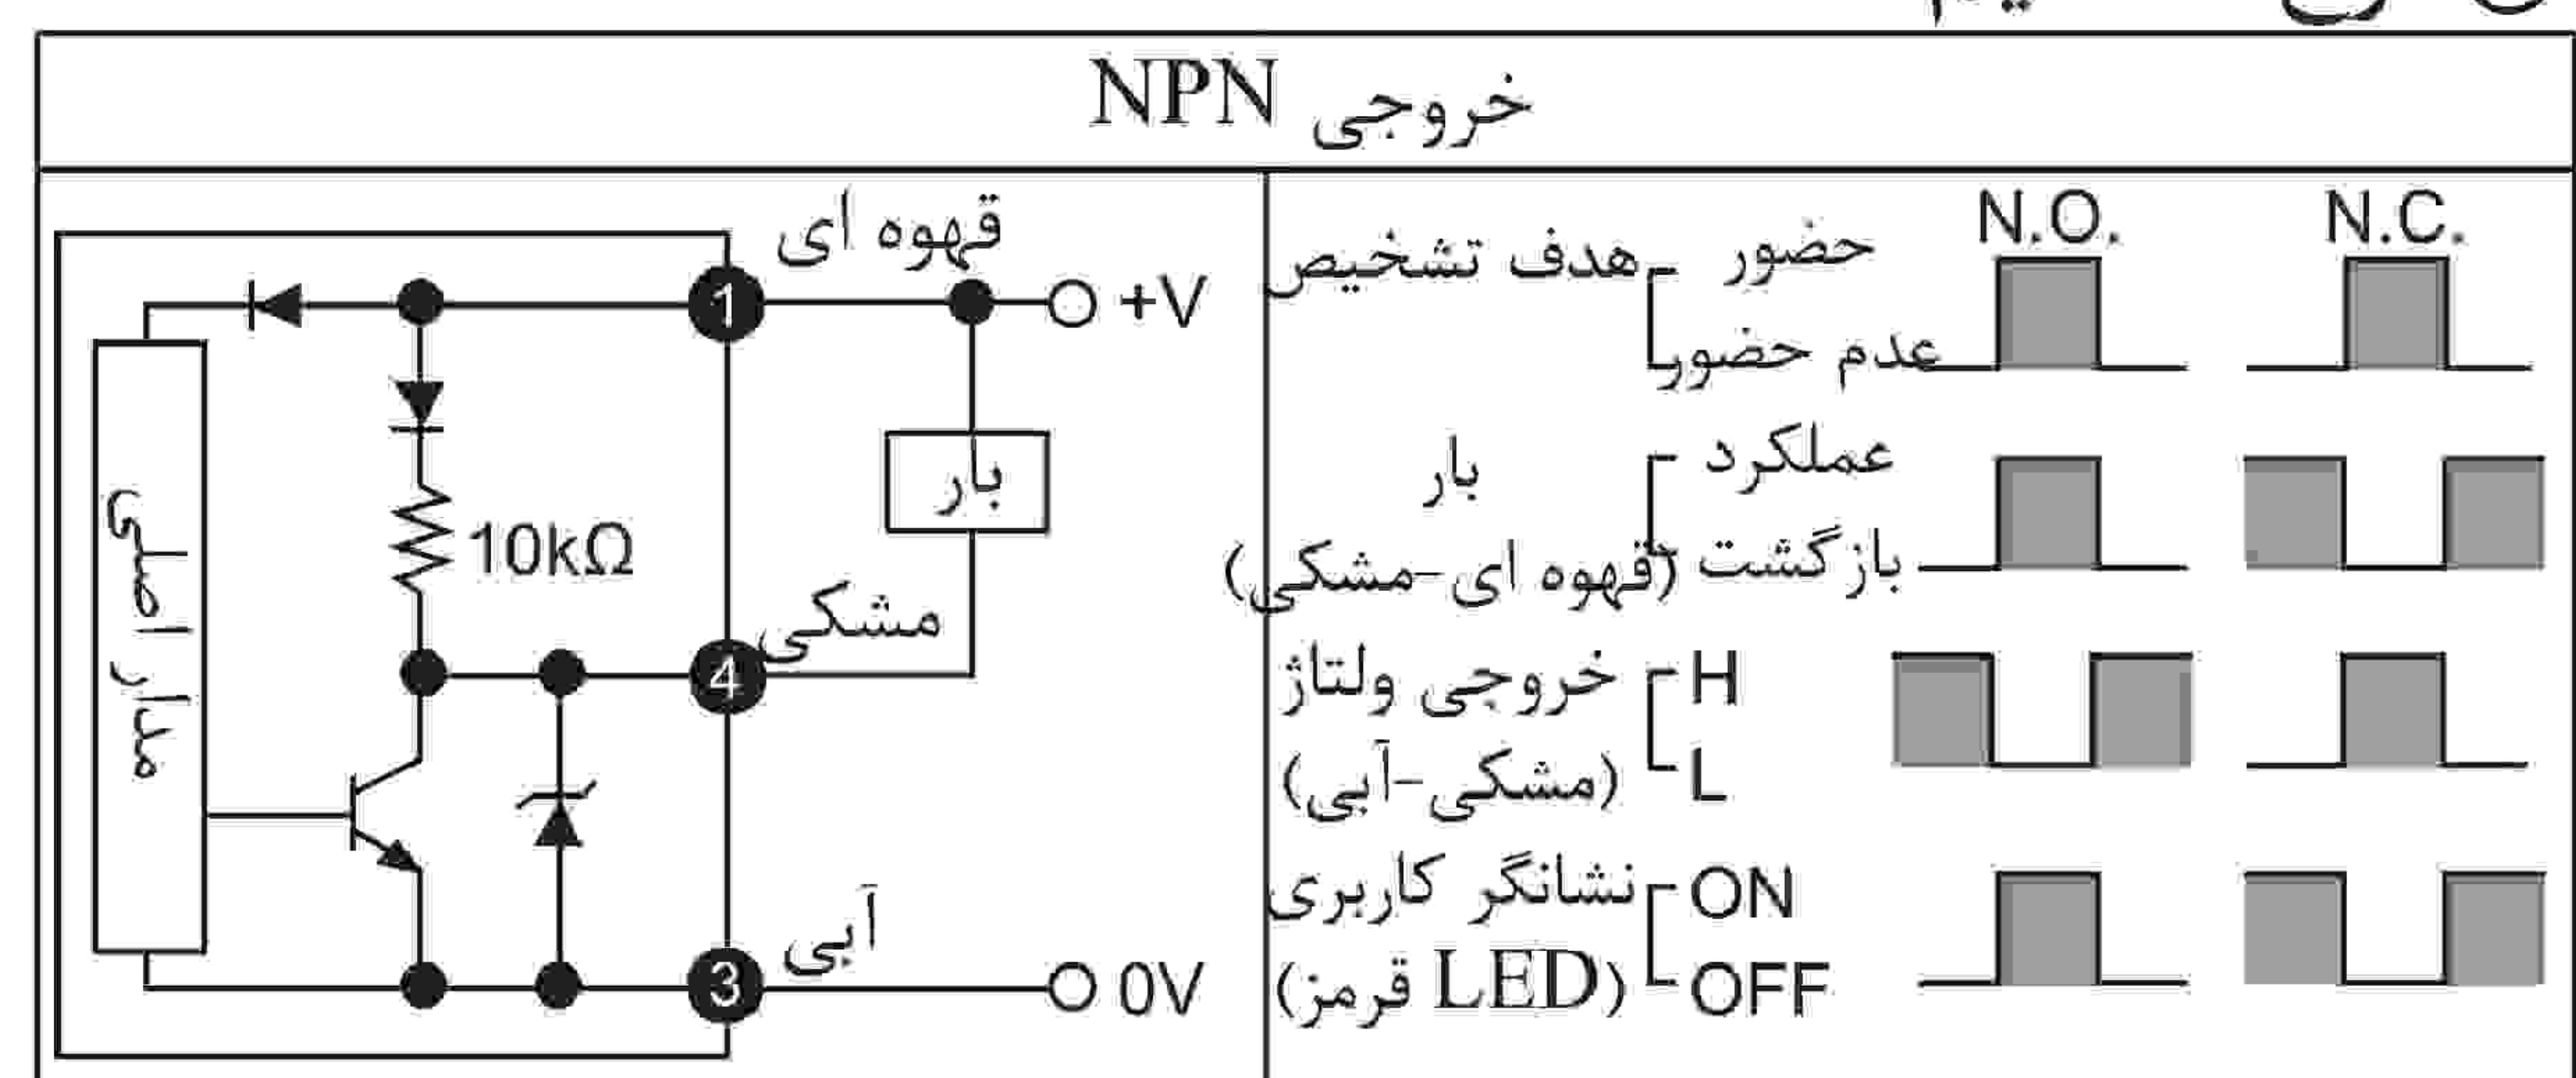 خروجی NPN
قهوه ای
1
+V
بار
10kΩ
مدار اصلی
مشکی
4
آبی
3
0V
N.O.
N.C.
هدف تشخیص
حضور
عدم حضور
بار
(قهوه ای-مشکی)
عملکرد
بازگشت
خروجی ولتاژ
(مشکی-آبی)
H
L
نشانگر کاربری
(LED قرمز)
ON
OFF